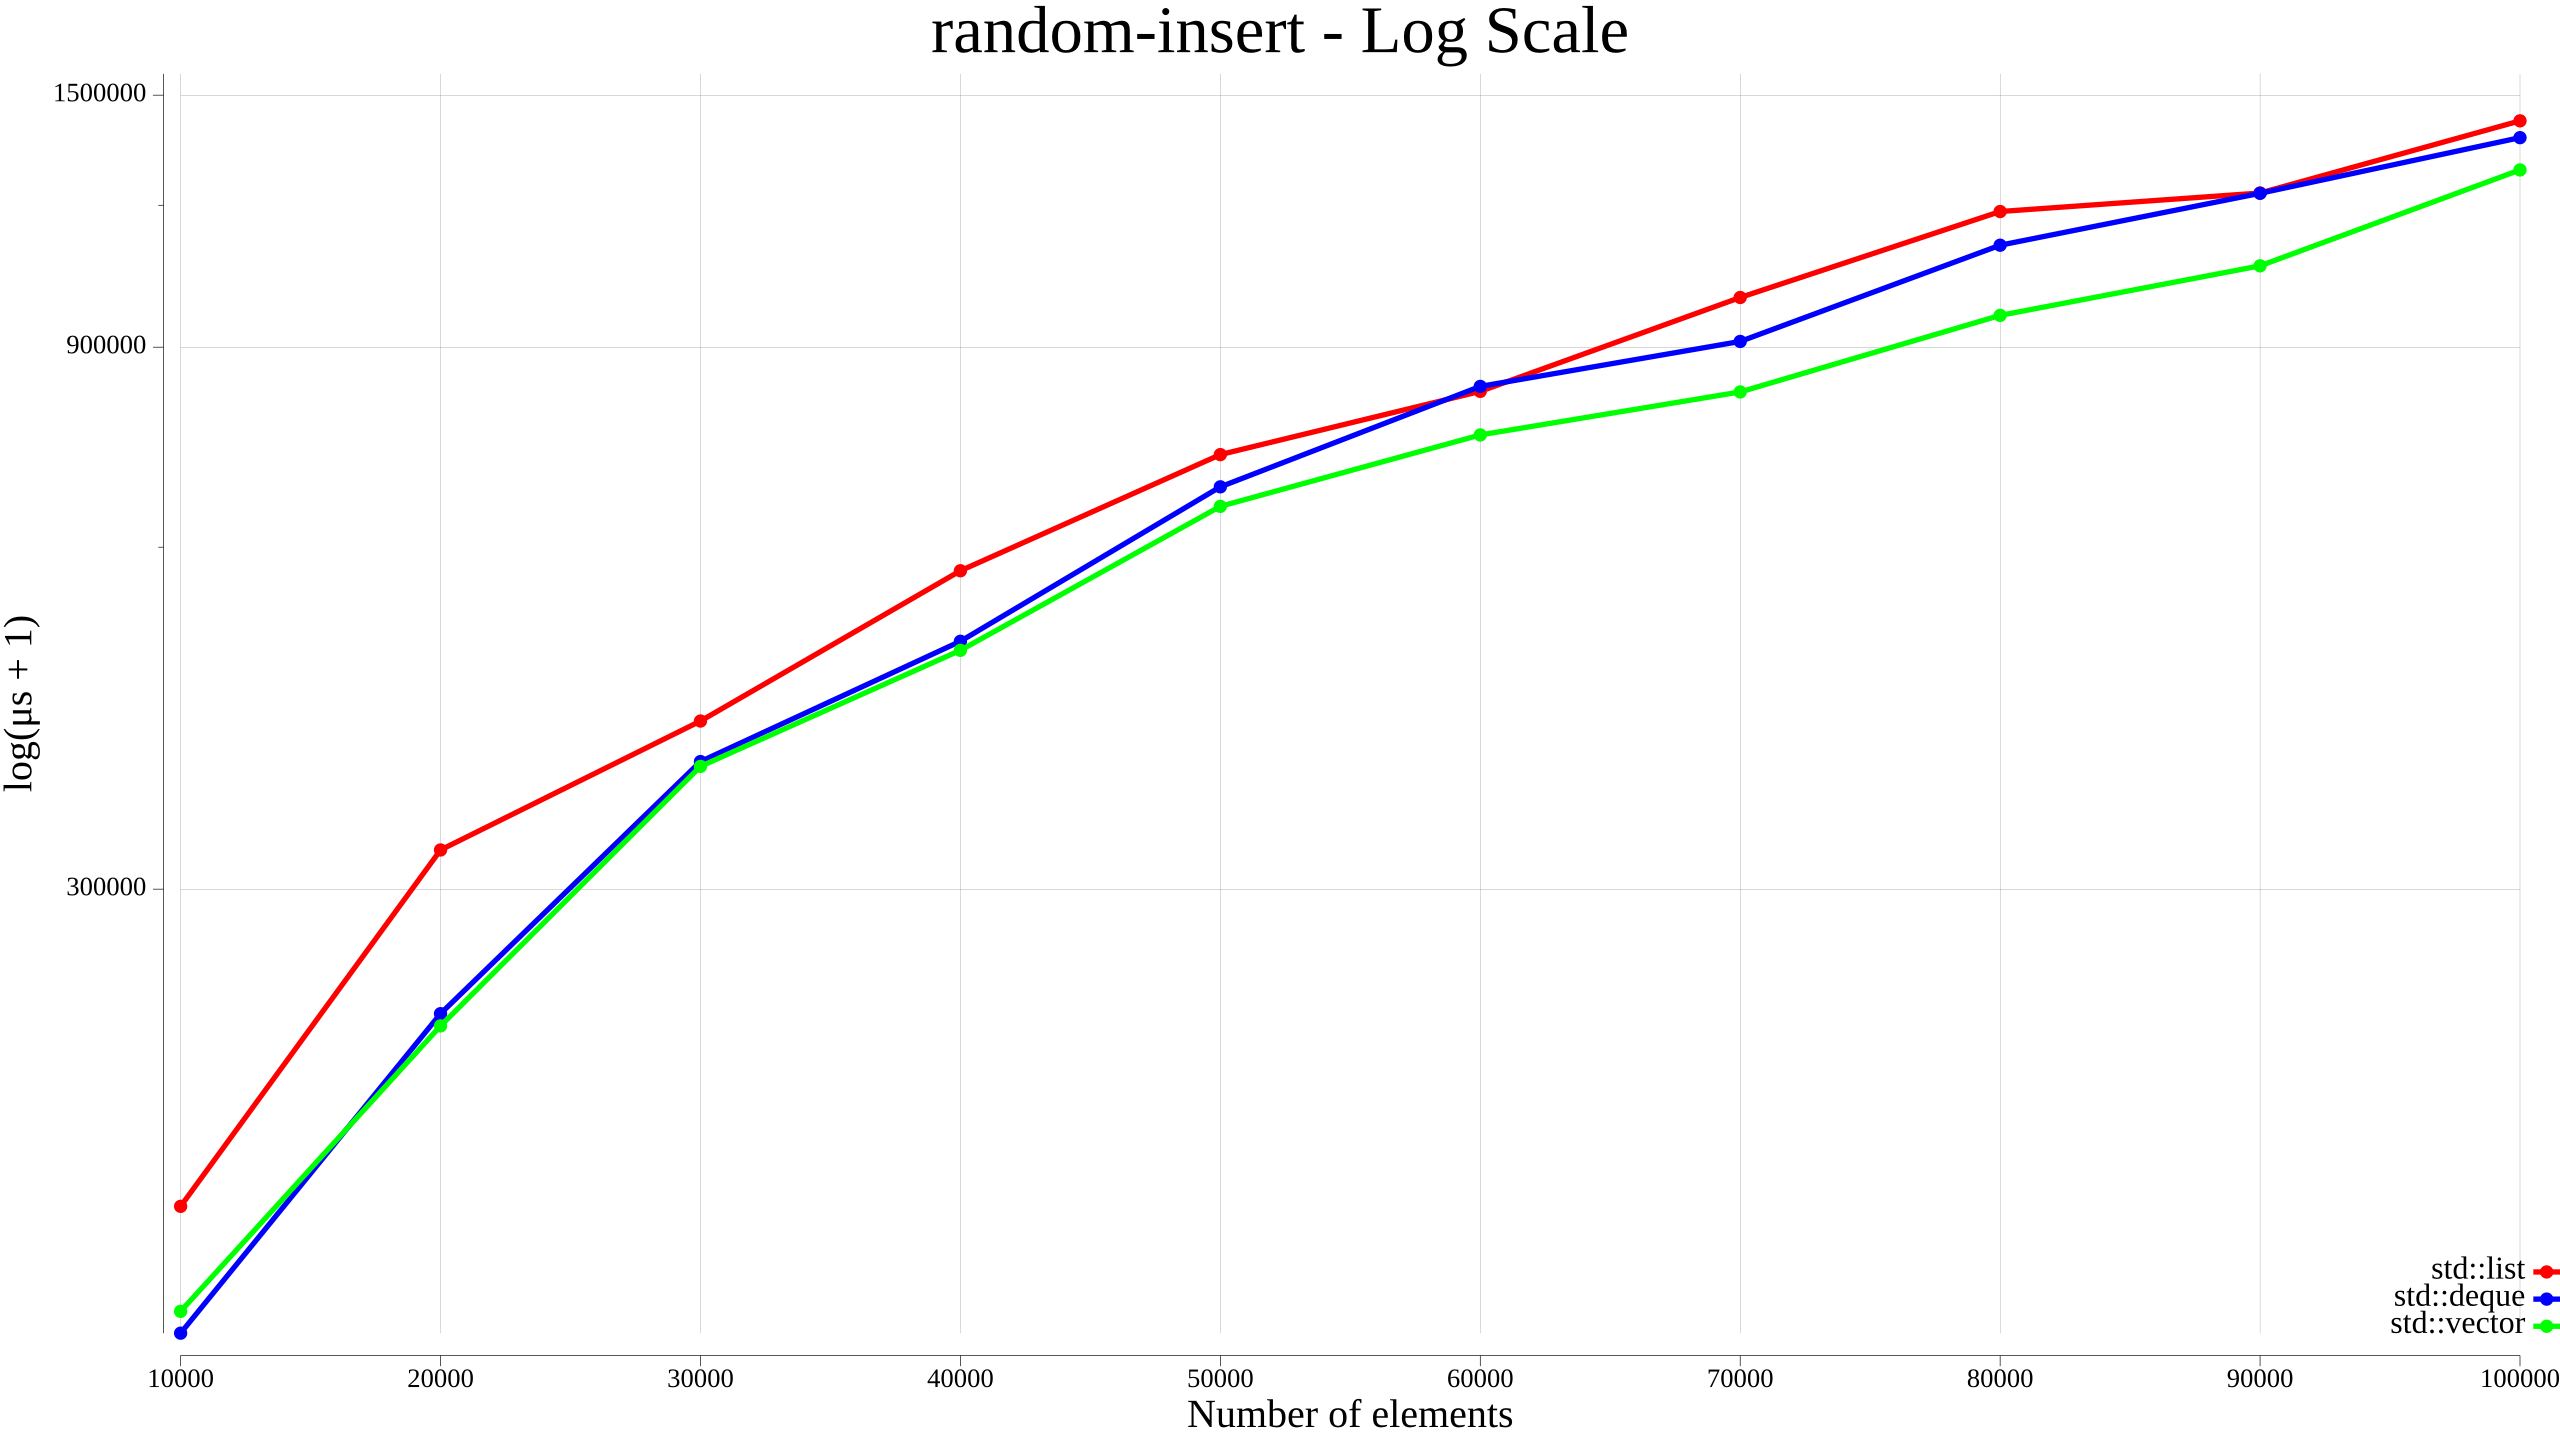 random-insert - Log Scale
1500000
900000
300000
log(μs + 1)
std::list
std::deque
std::vector
10000 20000 30000 40000 50000 60000 70000 80000 90000 100000
Number of elements